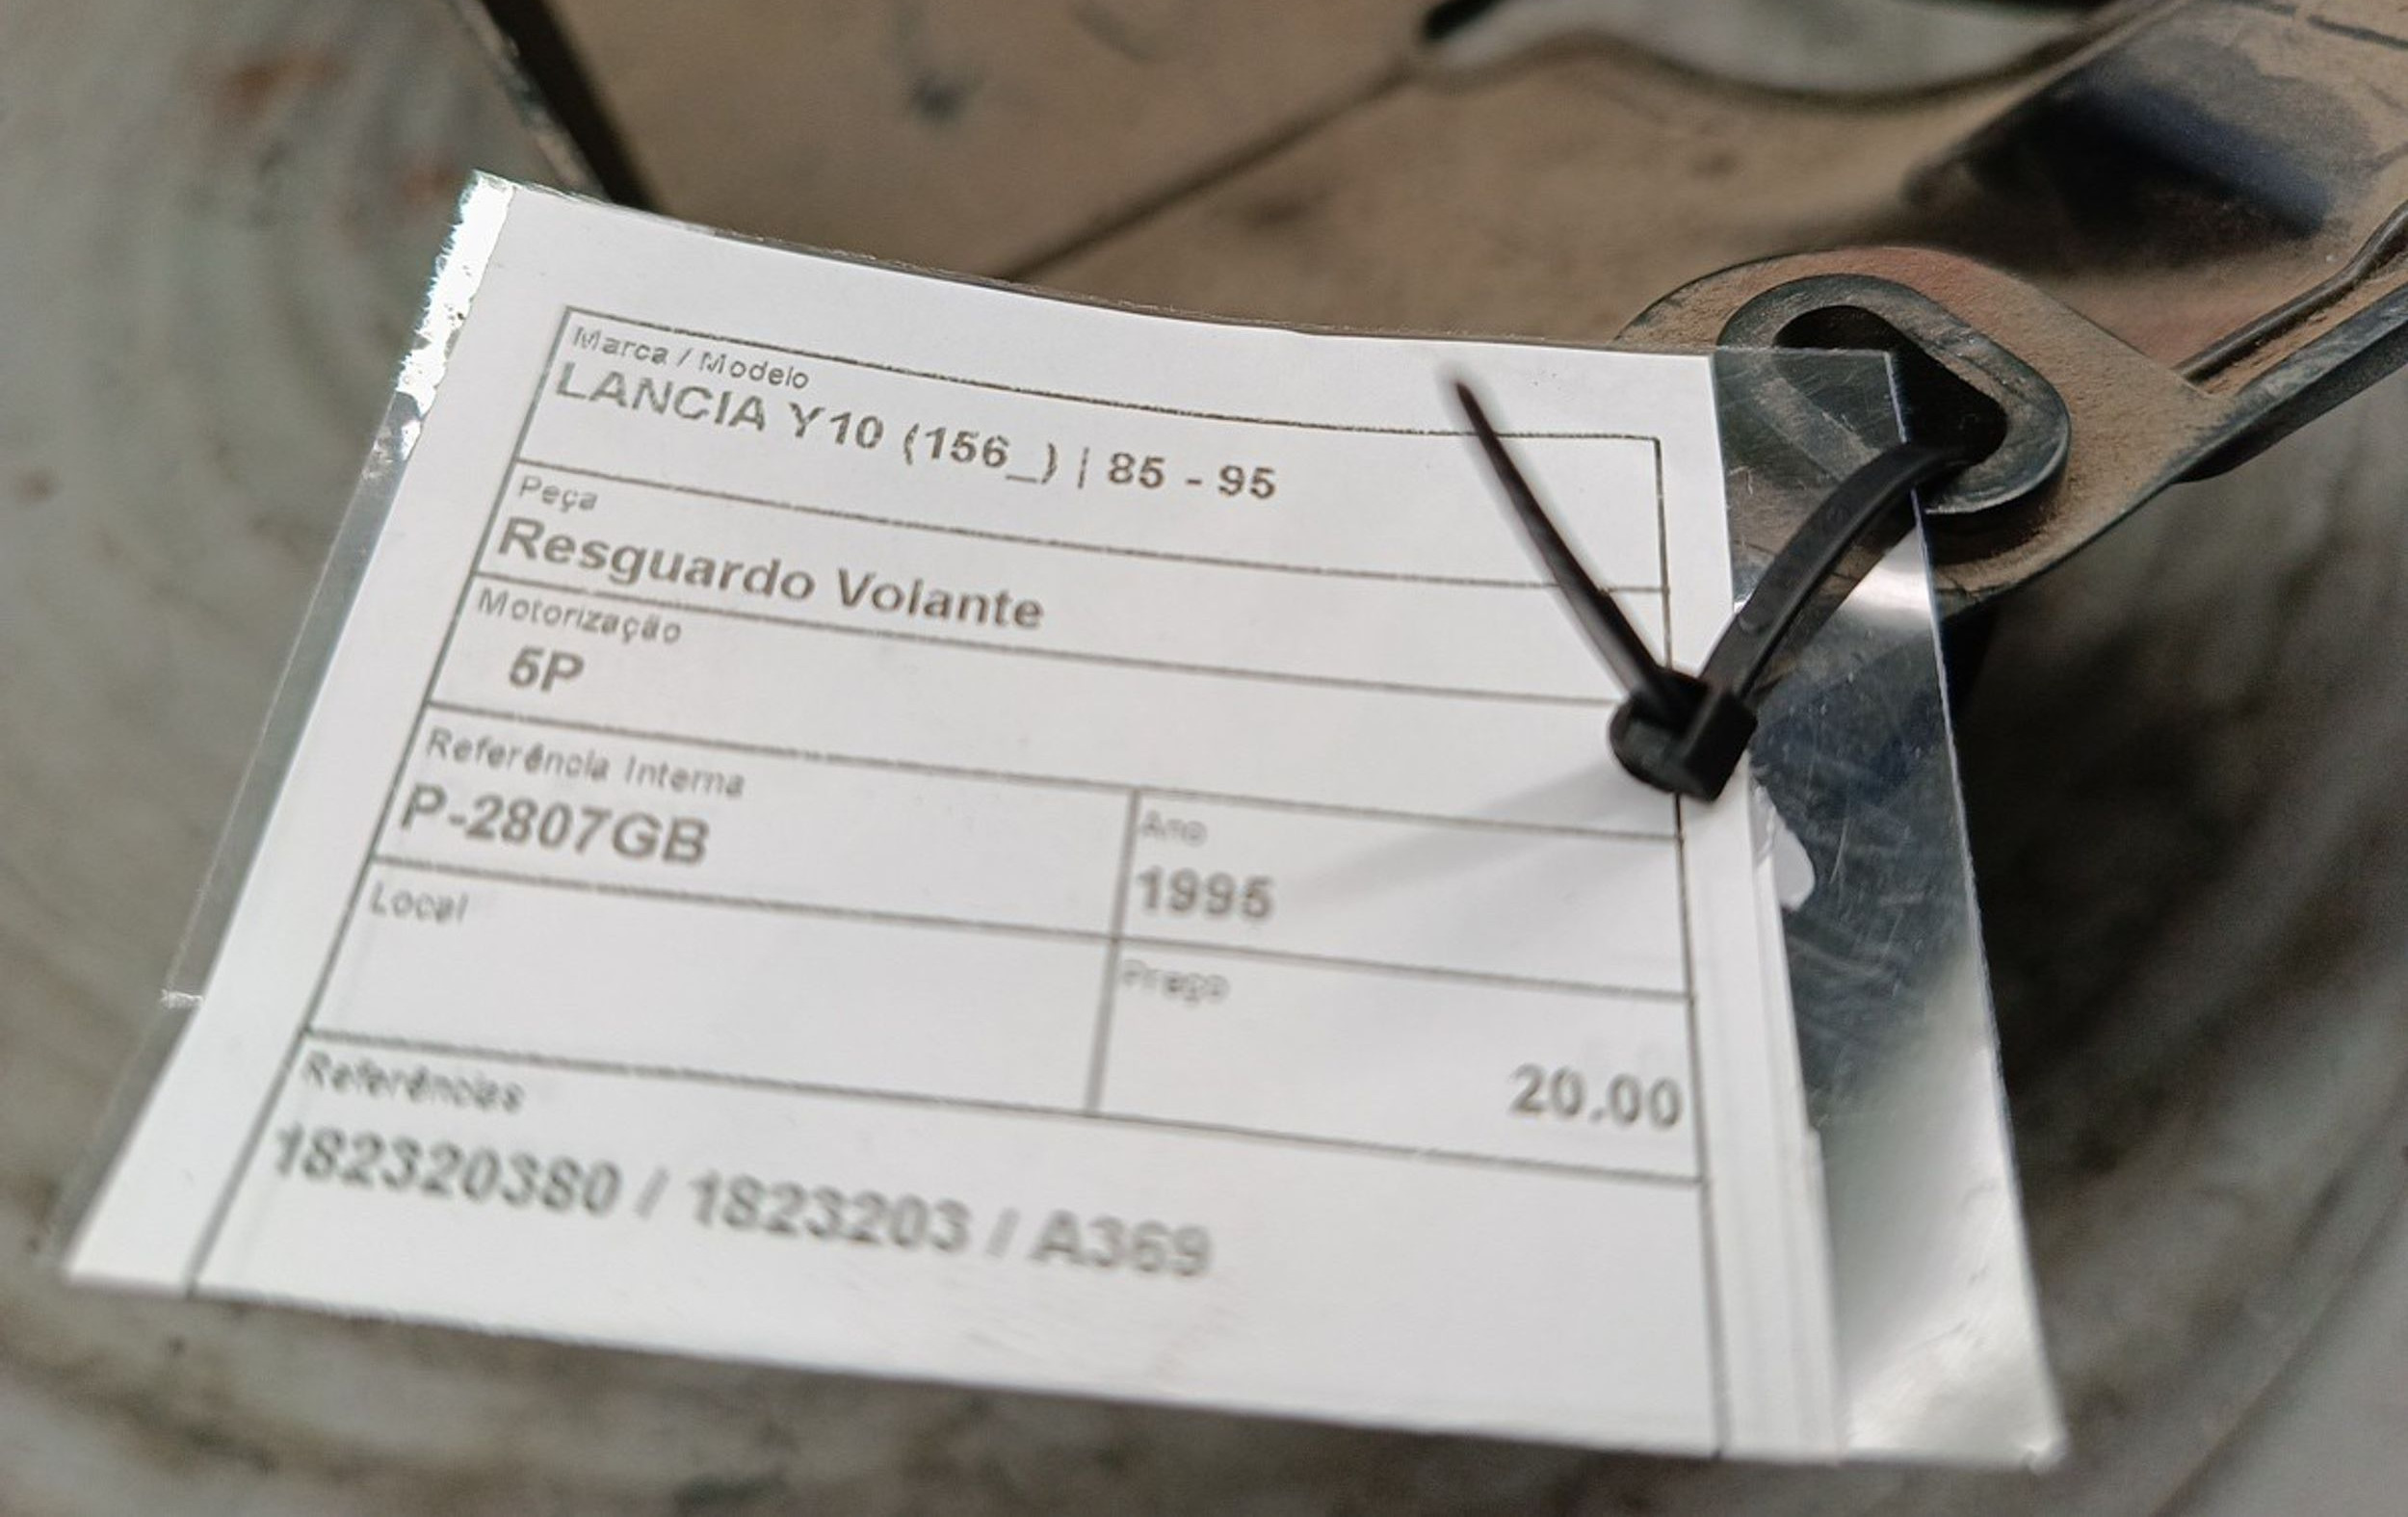 Marca / Modelo
LANCIA Y10 (156_) | 85 - 95
Peça
Resguardo Volante
Motorização
5P
Referência Interna
P-2807GB
Ano
1995
Local
Preço
20.00
Referências
182320380 / 1823203 / A369